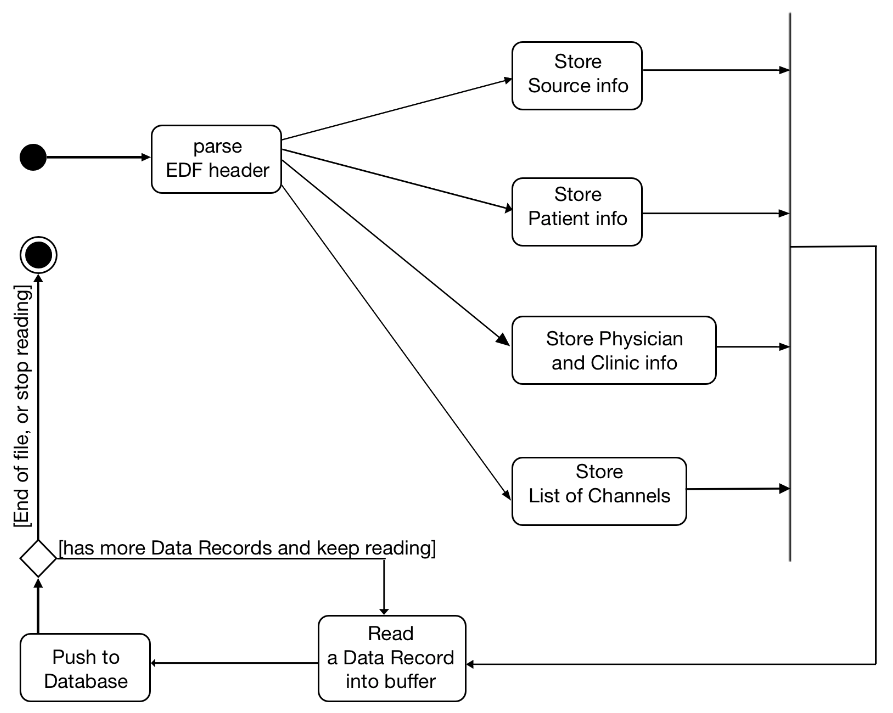 Store
Source info
parse
EDF header
Store
Patient info
Store Physician
and Clinic info
Store
List of Channels
[End of file, or stop reading]
[has more Data Records and keep reading]
Read
a Data Record
into buffer
Push to
Database